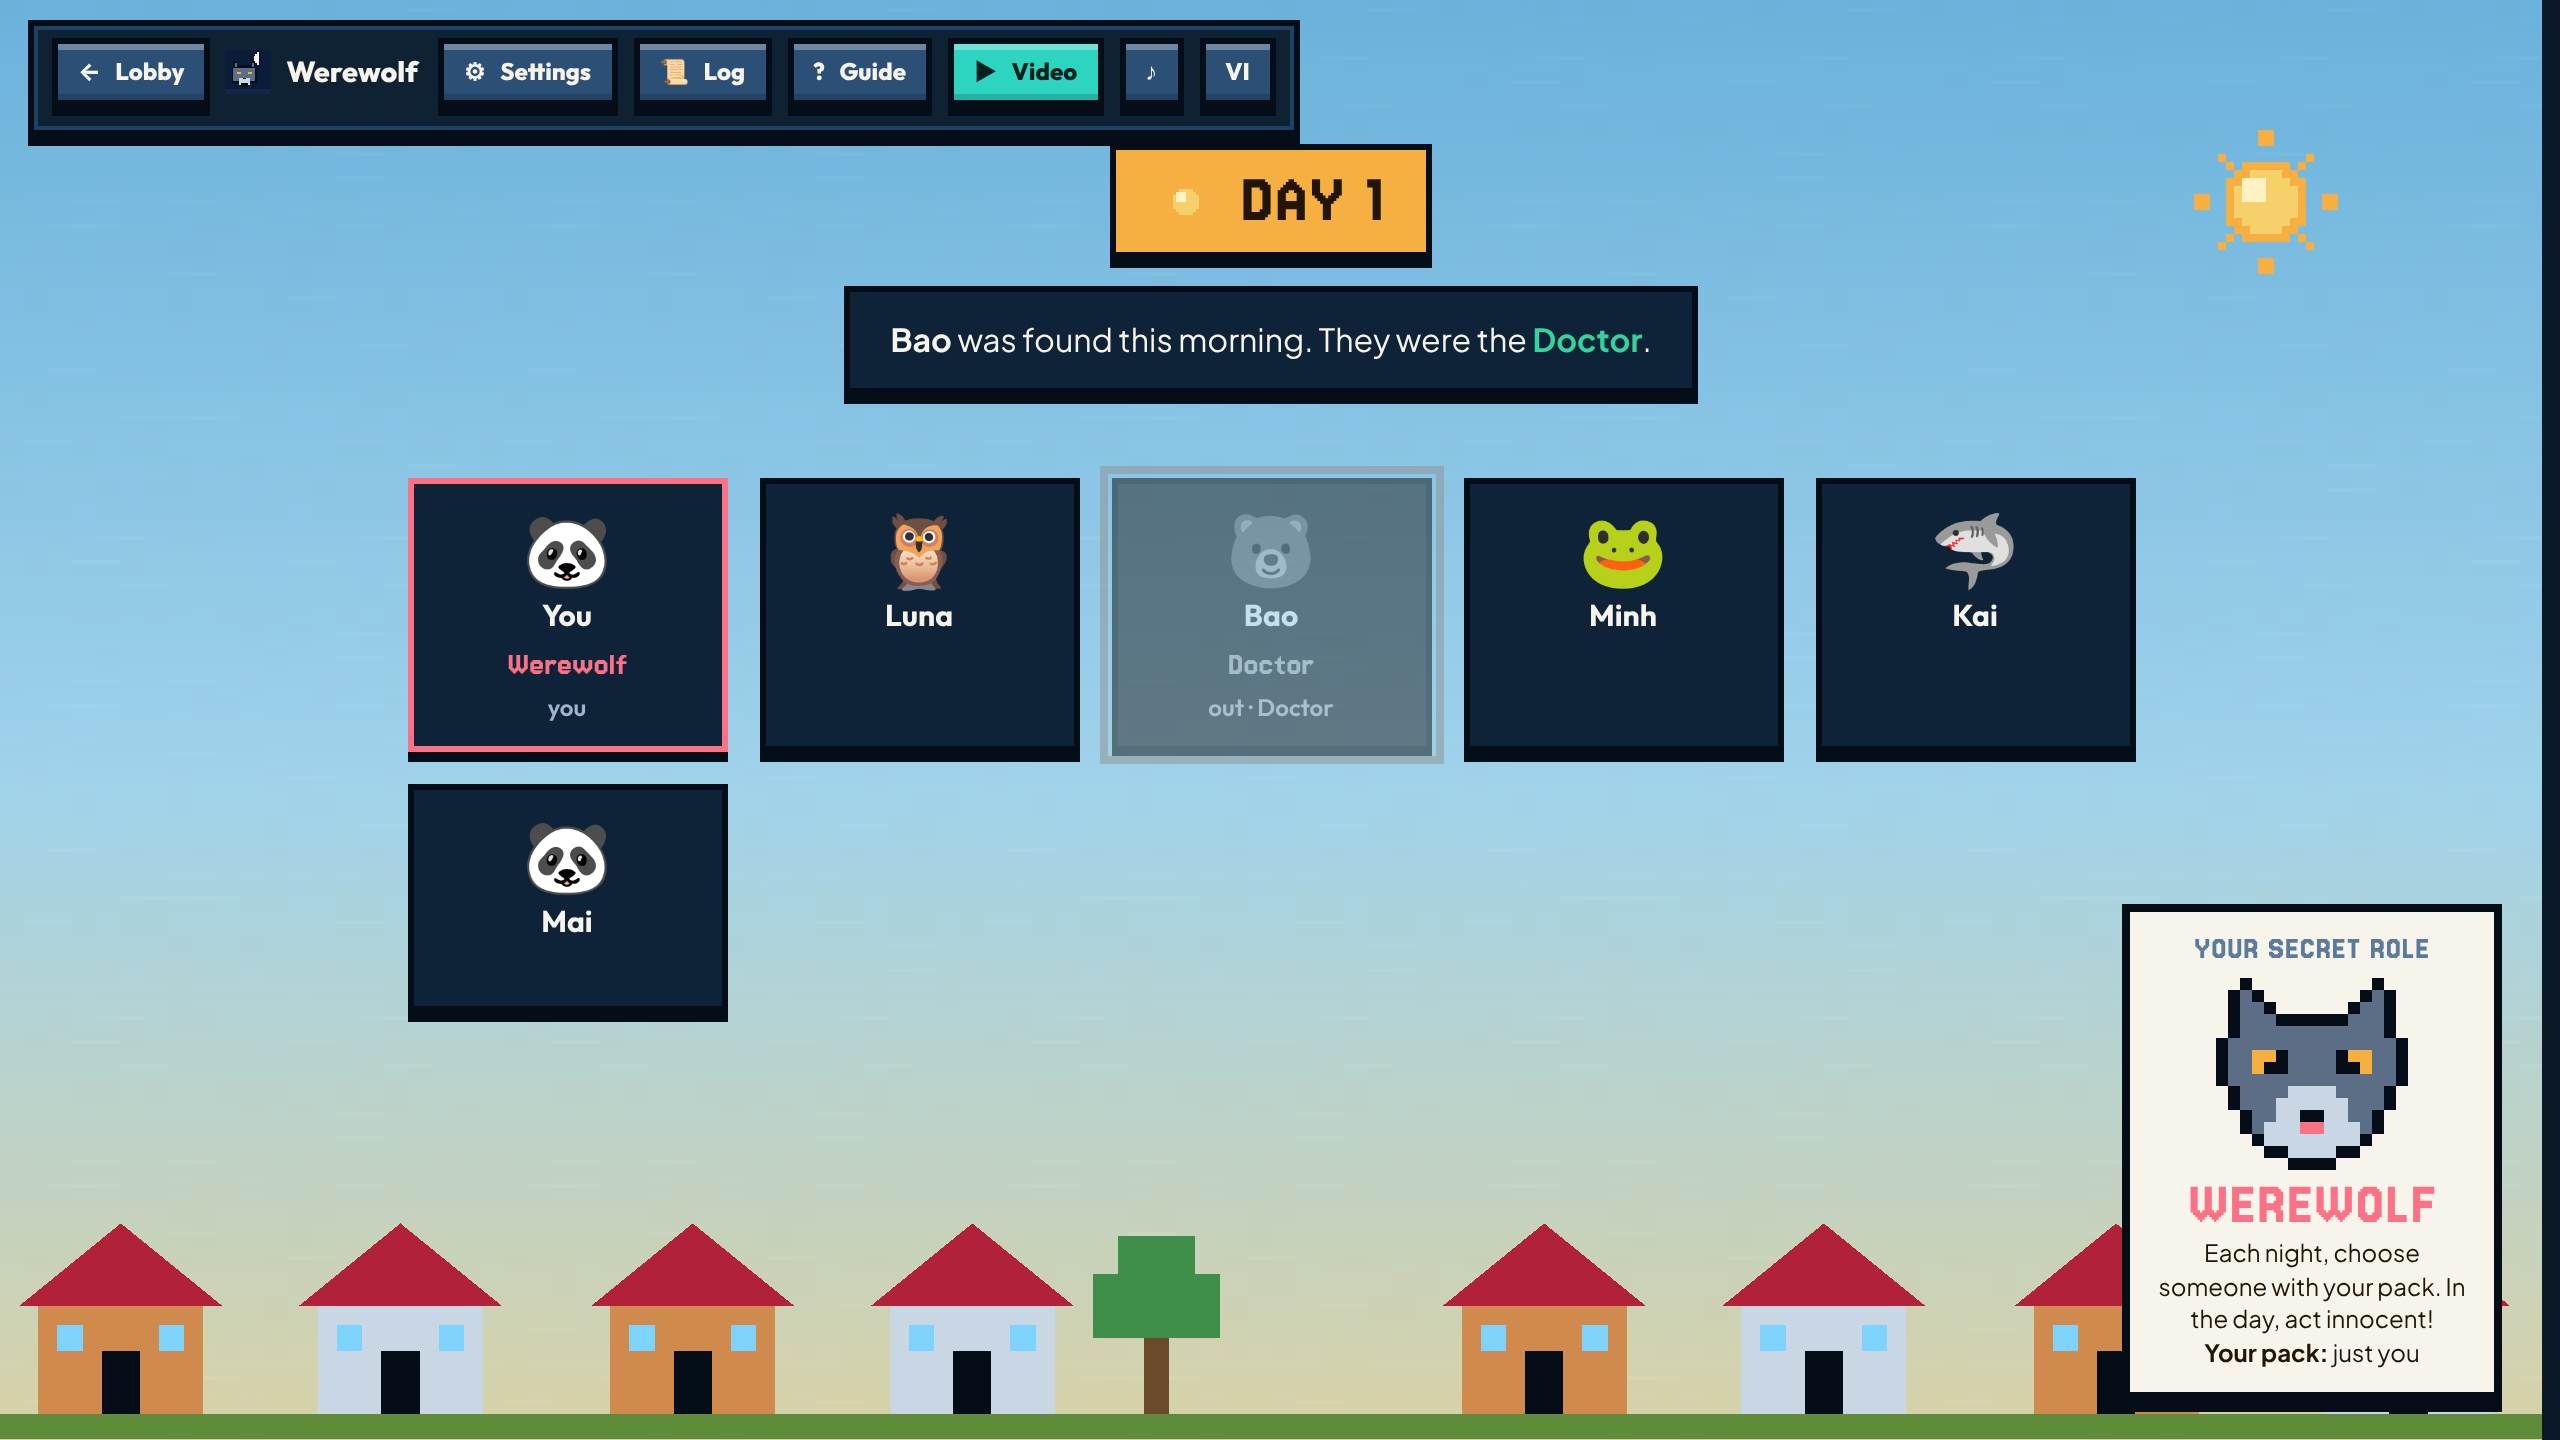 ← Lobby Werewolf ⚙ Settings 📜 Log ? Guide ▶ Video ♪ VI
DAY 1
Bao was found this morning. They were the Doctor.
You
Werewolf
you
Luna
Bao
Doctor
out · Doctor
Minh
Kai
Mai
YOUR SECRET ROLE
WEREWOLF
Each night, choose
someone with your pack. In
the day, act innocent!
Your pack: just you